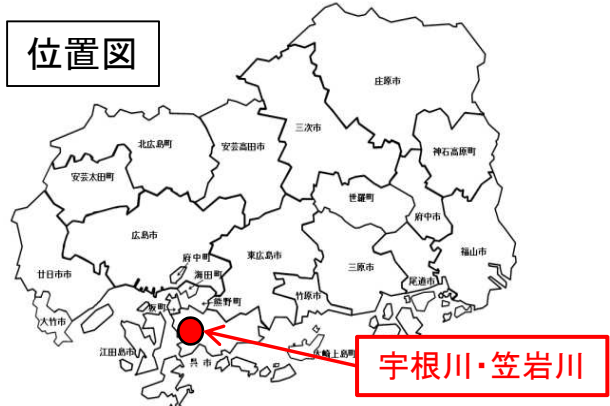 位置図
庄原市
三次市
北広島町
安芸高田市
神石高原町
安芸太田町
世羅町
府中市
広島市
福山市
府中町
東広島市
三原市
廿日市市
海田町
尾道市
竹原市
熊野町
坂町
大竹市
江田島市
大崎上島町
呉市
宇根川・笠岩川